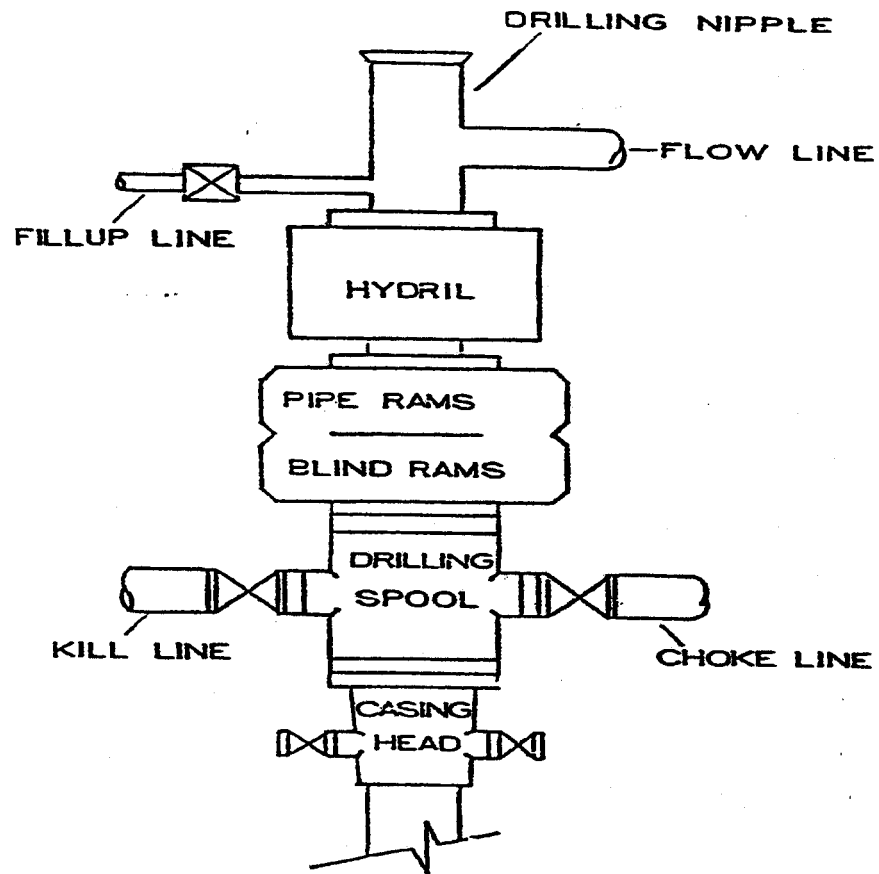 DRILLING NIPPLE
FLOW LINE
FILLUP LINE
HYDRIL
PIPE RAMS
BLIND RAMS
DRILLING
SPOOL
KILL LINE
CHOKE LINE
CASING
HEAD